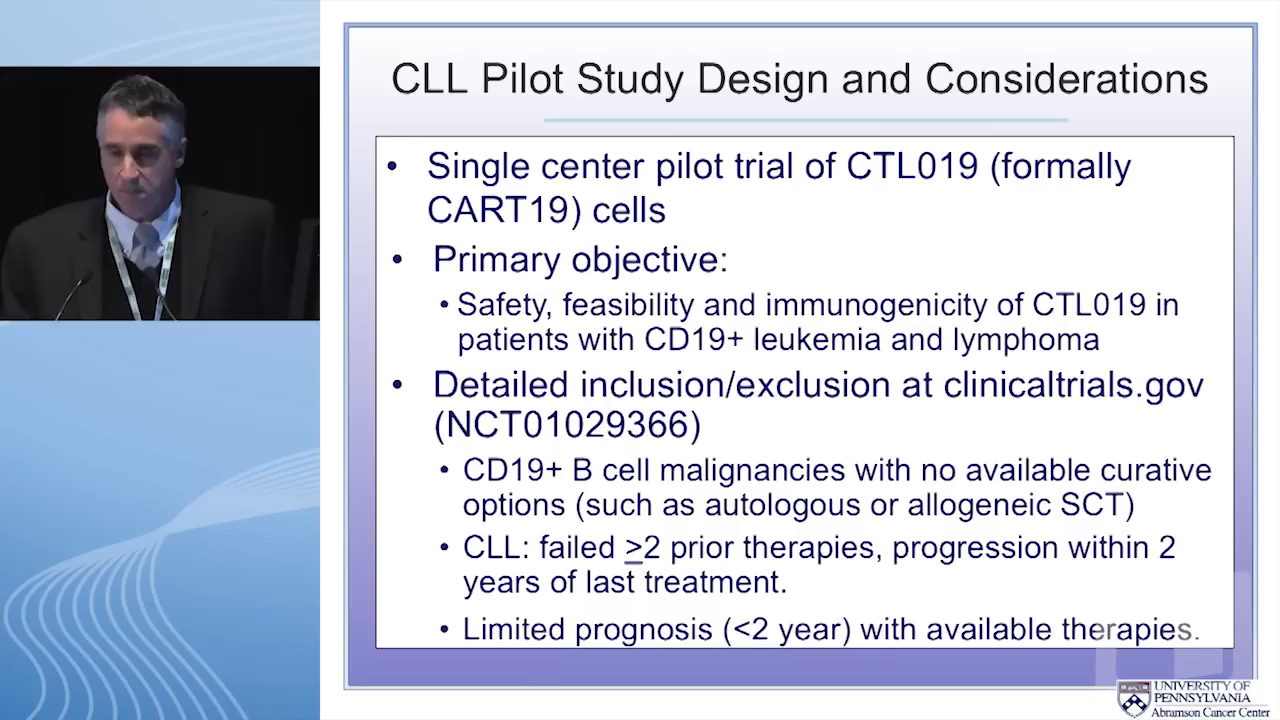 CLL Pilot Study Design and Considerations
• Single center pilot trial of CTL019 (formally
CART19) cells
• Primary objective:
• Safety, feasibility and immunogenicity of CTL019 in
patients with CD19+ leukemia and lymphoma
• Detailed inclusion/exclusion at clinicaltrials.gov
(NCT01029366)
• CD19+ B cell malignancies with no available curative
options (such as autologous or allogeneic SCT)
• CLL: failed ≥2 prior therapies, progression within 2
years of last treatment.
• Limited prognosis (<2 year) with available therapies.
UNIVERSITY OF
PENNSYLVANIA
Abramson Cancer Center